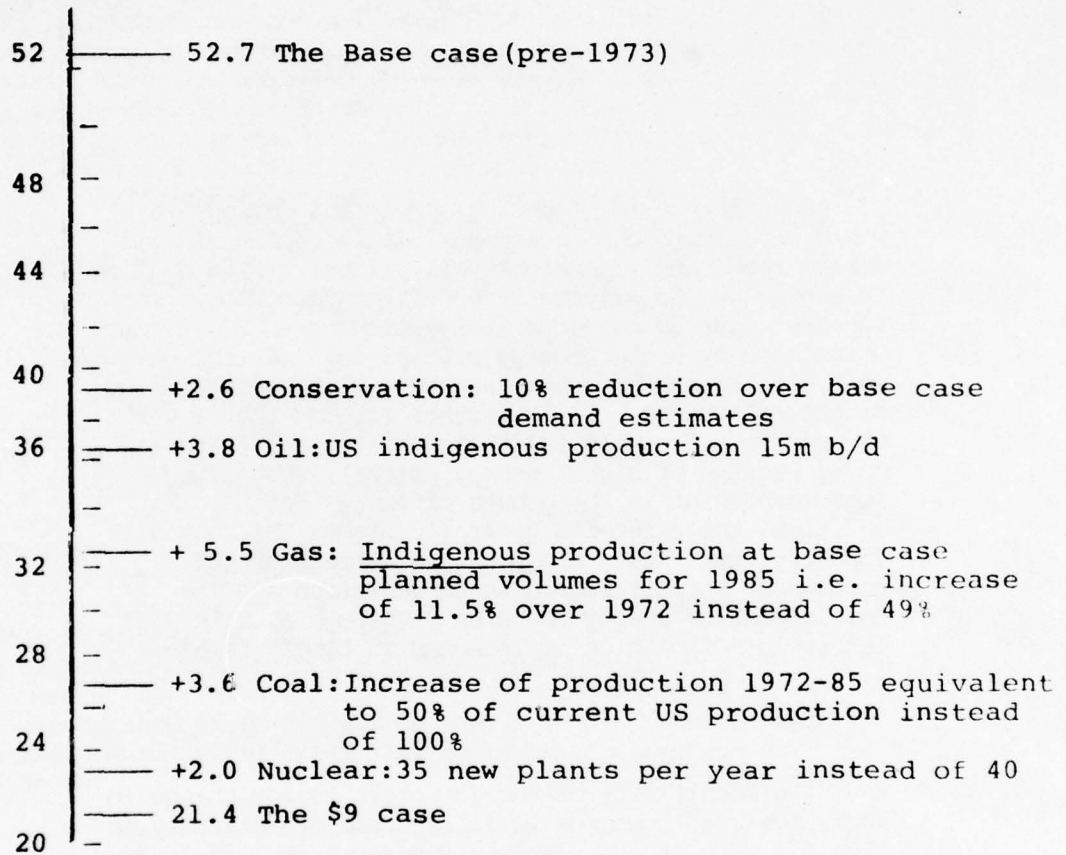 52 52.7 The Base case(pre-1973)
48
44
40
+2.6 Conservation: 10% reduction over base case
demand estimates
36 +3.8 Oil:US indigenous production 15m b/d
+ 5.5 Gas: Indigenous production at base case
32 planned volumes for 1985 i.e. increase
of 11.5% over 1972 instead of 49%
28
+3.6 Coal:Increase of production 1972-85 equivalent
to 50% of current US production instead
24 of 100%
+2.0 Nuclear:35 new plants per year instead of 40
21.4 The $9 case
20